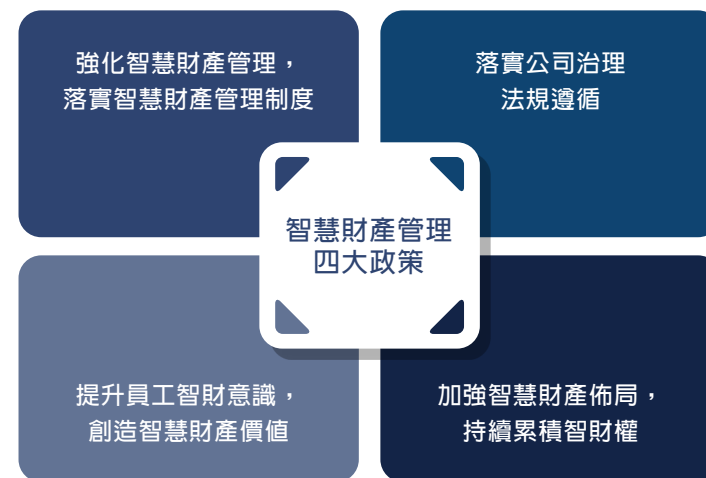 強化智慧財產管理，
落實智慧財產管理制度
落實公司治理
法規遵循
智慧財產管理
四大政策
提升員工智財意識，
創造智慧財產價值
加強智慧財產佈局，
持續累積智財權